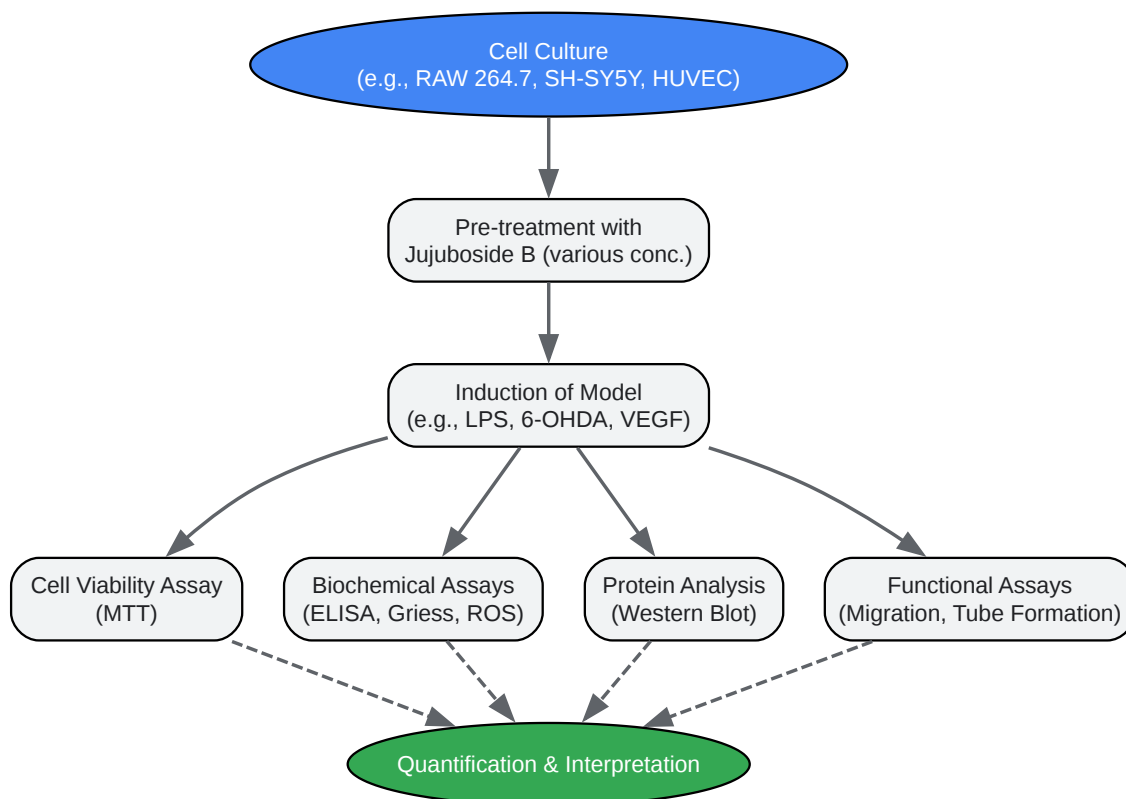 Cell Culture
(e.g., RAW 264.7, SH-SY5Y, HUVEC)
Pre-treatment with
Jujuboside B (various conc.)
Induction of Model
(e.g., LPS, 6-OHDA, VEGF)
Cell Viability Assay
(MTT)
Biochemical Assays
(ELISA, Griess, ROS)
Protein Analysis
(Western Blot)
Functional Assays
(Migration, Tube Formation)
Quantification & Interpretation